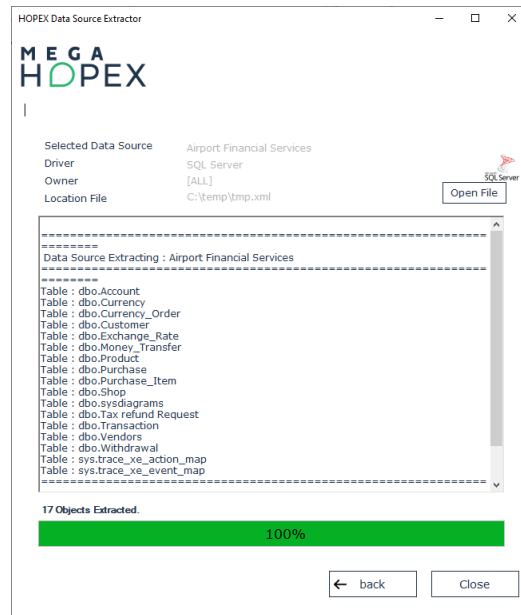 HOPEX Data Source Extractor
MEGA
HOPEX
Selected Data Source Airport Financial Services
Driver SQL Server
Owner [ALL]
Location File C:\temp\tmp.xml
SQL Server
Open File
==============================================================
========
Data Source Extracting : Airport Financial Services
==============================================================
========
Table : dbo.Account
Table : dbo.Currency
Table : dbo.Currency_Order
Table : dbo.Customer
Table : dbo.Exchange_Rate
Table : dbo.Money_Transfer
Table : dbo.Product
Table : dbo.Purchase
Table : dbo.Purchase_Item
Table : dbo.Shop
Table : dbo.sysdiagrams
Table : dbo.Tax refund Request
Table : dbo.Transaction
Table : dbo.Vendors
Table : dbo.Withdrawal
Table : sys.trace_xe_action_map
Table : sys.trace_xe_event_map
==============================================================
17 Objects Extracted.
100%
back
Close